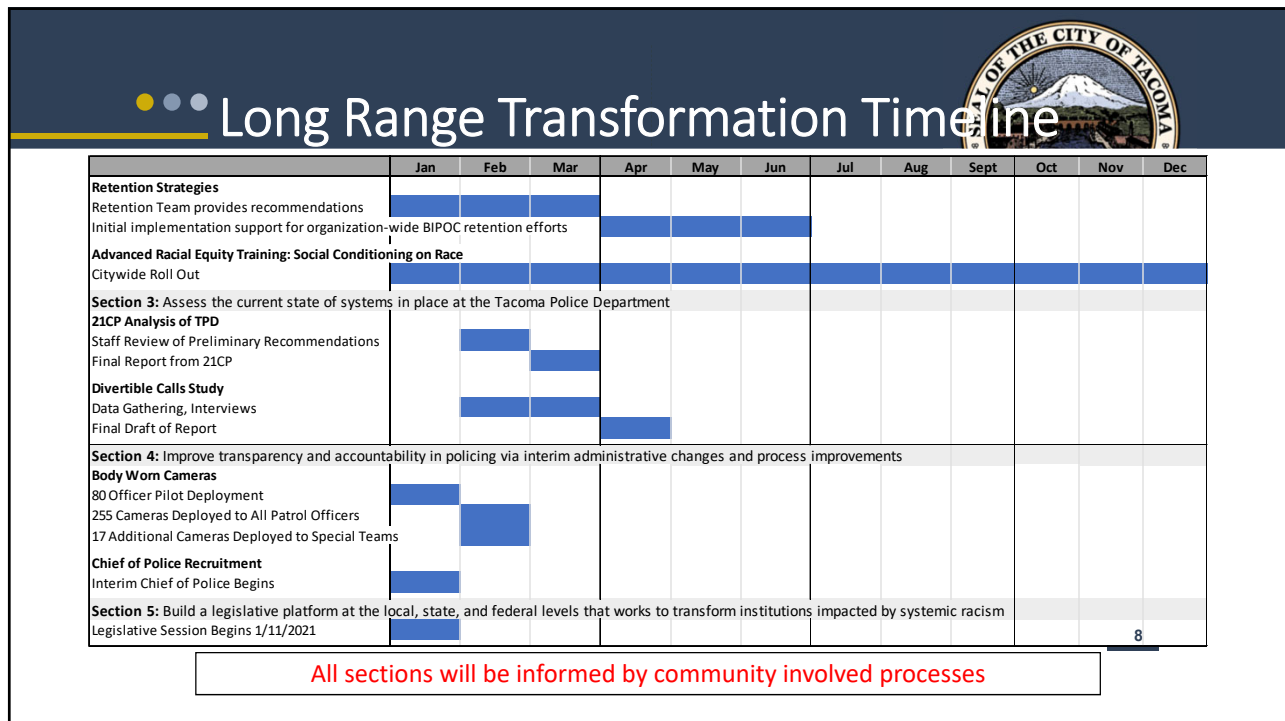 SEAL OF THE CITY OF TACOMA
Long Range Transformation Timeline
Jan Feb Mar Apr May Jun Jul Aug Sept Oct Nov Dec
Retention Strategies
Retention Team provides recommendations
Initial implementation support for organization-wide BIPOC retention efforts
Advanced Racial Equity Training: Social Conditioning on Race
Citywide Roll Out
Section 3: Assess the current state of systems in place at the Tacoma Police Department
21CP Analysis of TPD
Staff Review of Preliminary Recommendations
Final Report from 21CP
Divertible Calls Study
Data Gathering, Interviews
Final Draft of Report
Section 4: Improve transparency and accountability in policing via interim administrative changes and process improvements
Body Worn Cameras
80 Officer Pilot Deployment
255 Cameras Deployed to All Patrol Officers
17 Additional Cameras Deployed to Special Teams
Chief of Police Recruitment
Interim Chief of Police Begins
Section 5: Build a legislative platform at the local, state, and federal levels that works to transform institutions impacted by systemic racism
Legislative Session Begins 1/11/2021
8
All sections will be informed by community involved processes